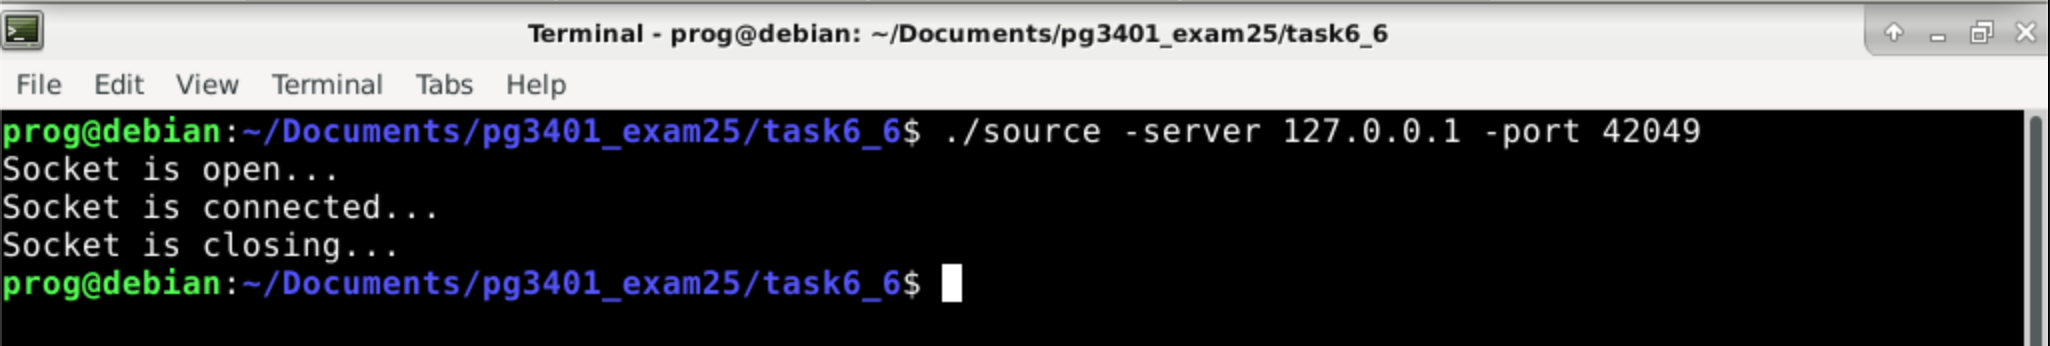 Terminal - prog@debian: ~/Documents/pg3401_exam25/task6_6
File Edit View Terminal Tabs Help
prog@debian:~/Documents/pg3401_exam25/task6_6$ ./source -server 127.0.0.1 -port 42049
Socket is open...
Socket is connected...
Socket is closing...
prog@debian:~/Documents/pg3401_exam25/task6_6$